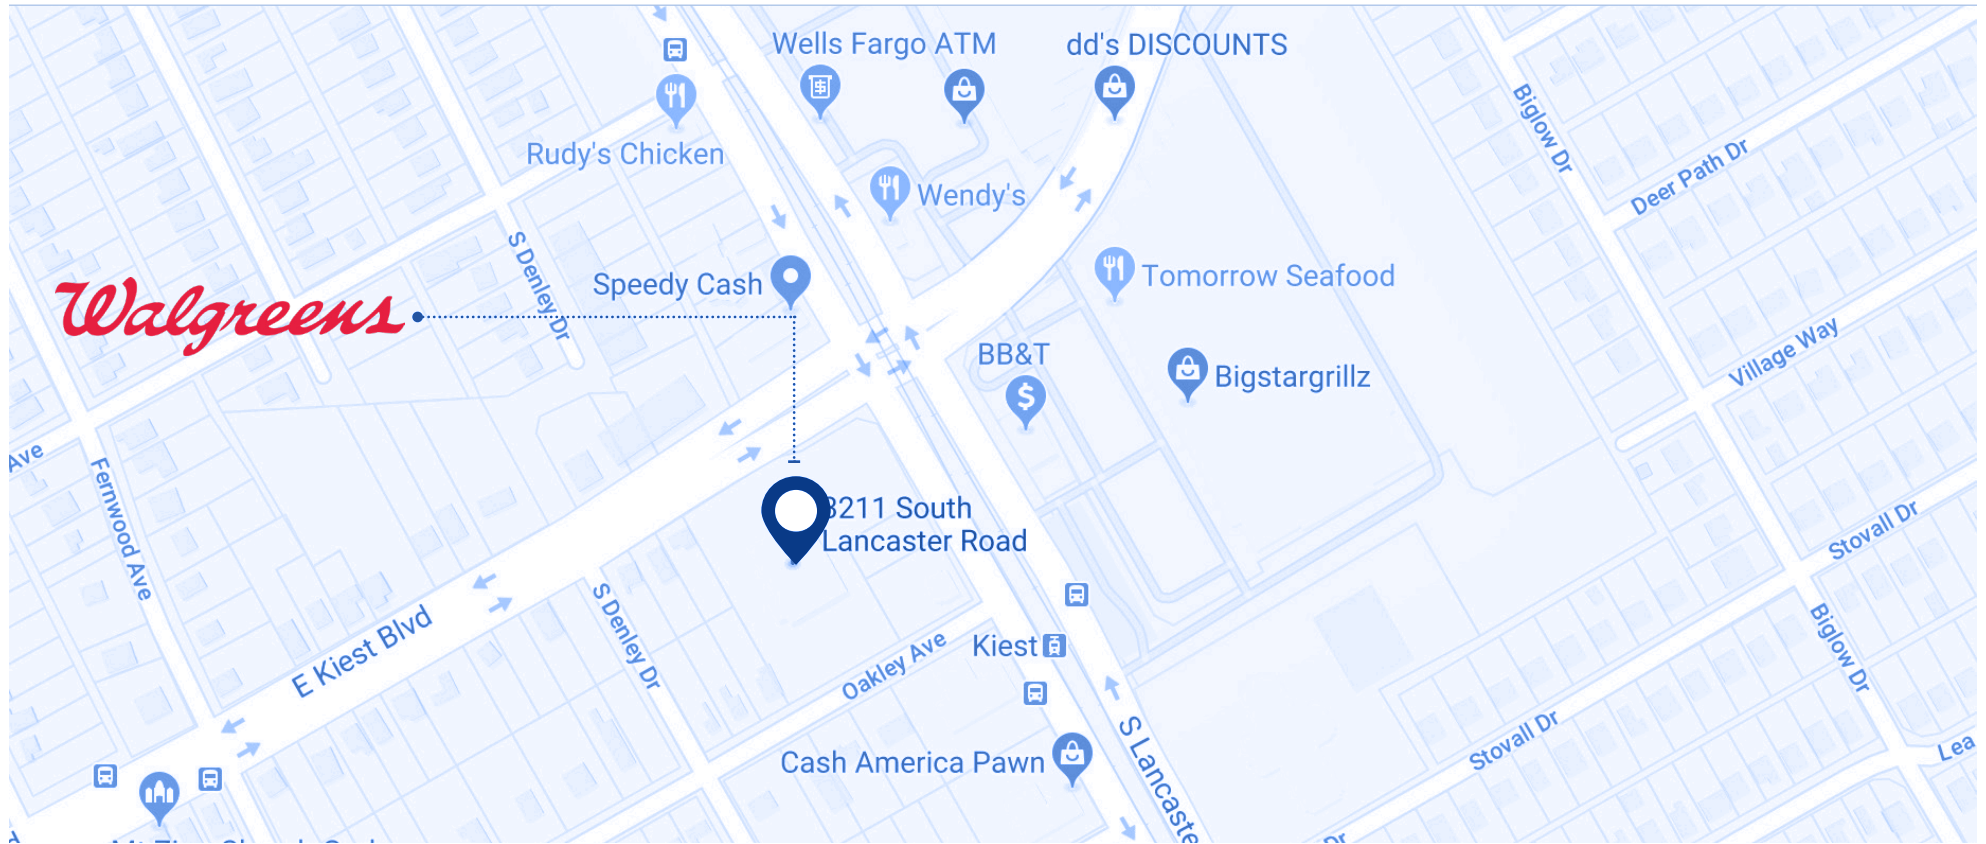 Wells Fargo ATM
dd's DISCOUNTS
Biglow Dr
Deer Path Dr
Rudy's Chicken
Wendy's
S Denley Dr
Speedy Cash
Tomorrow Seafood
Walgreens
BB&T
Bigstargrillz
Village Way
Ave
Fernwood Ave
3211 South
Lancaster Road
Stovall Dr
E Kiest Blvd
S Denley Dr
Oakley Ave
Kiest
Biglow Dr
Stovall Dr
Lea
Cash America Pawn
S Lancaste
Dr